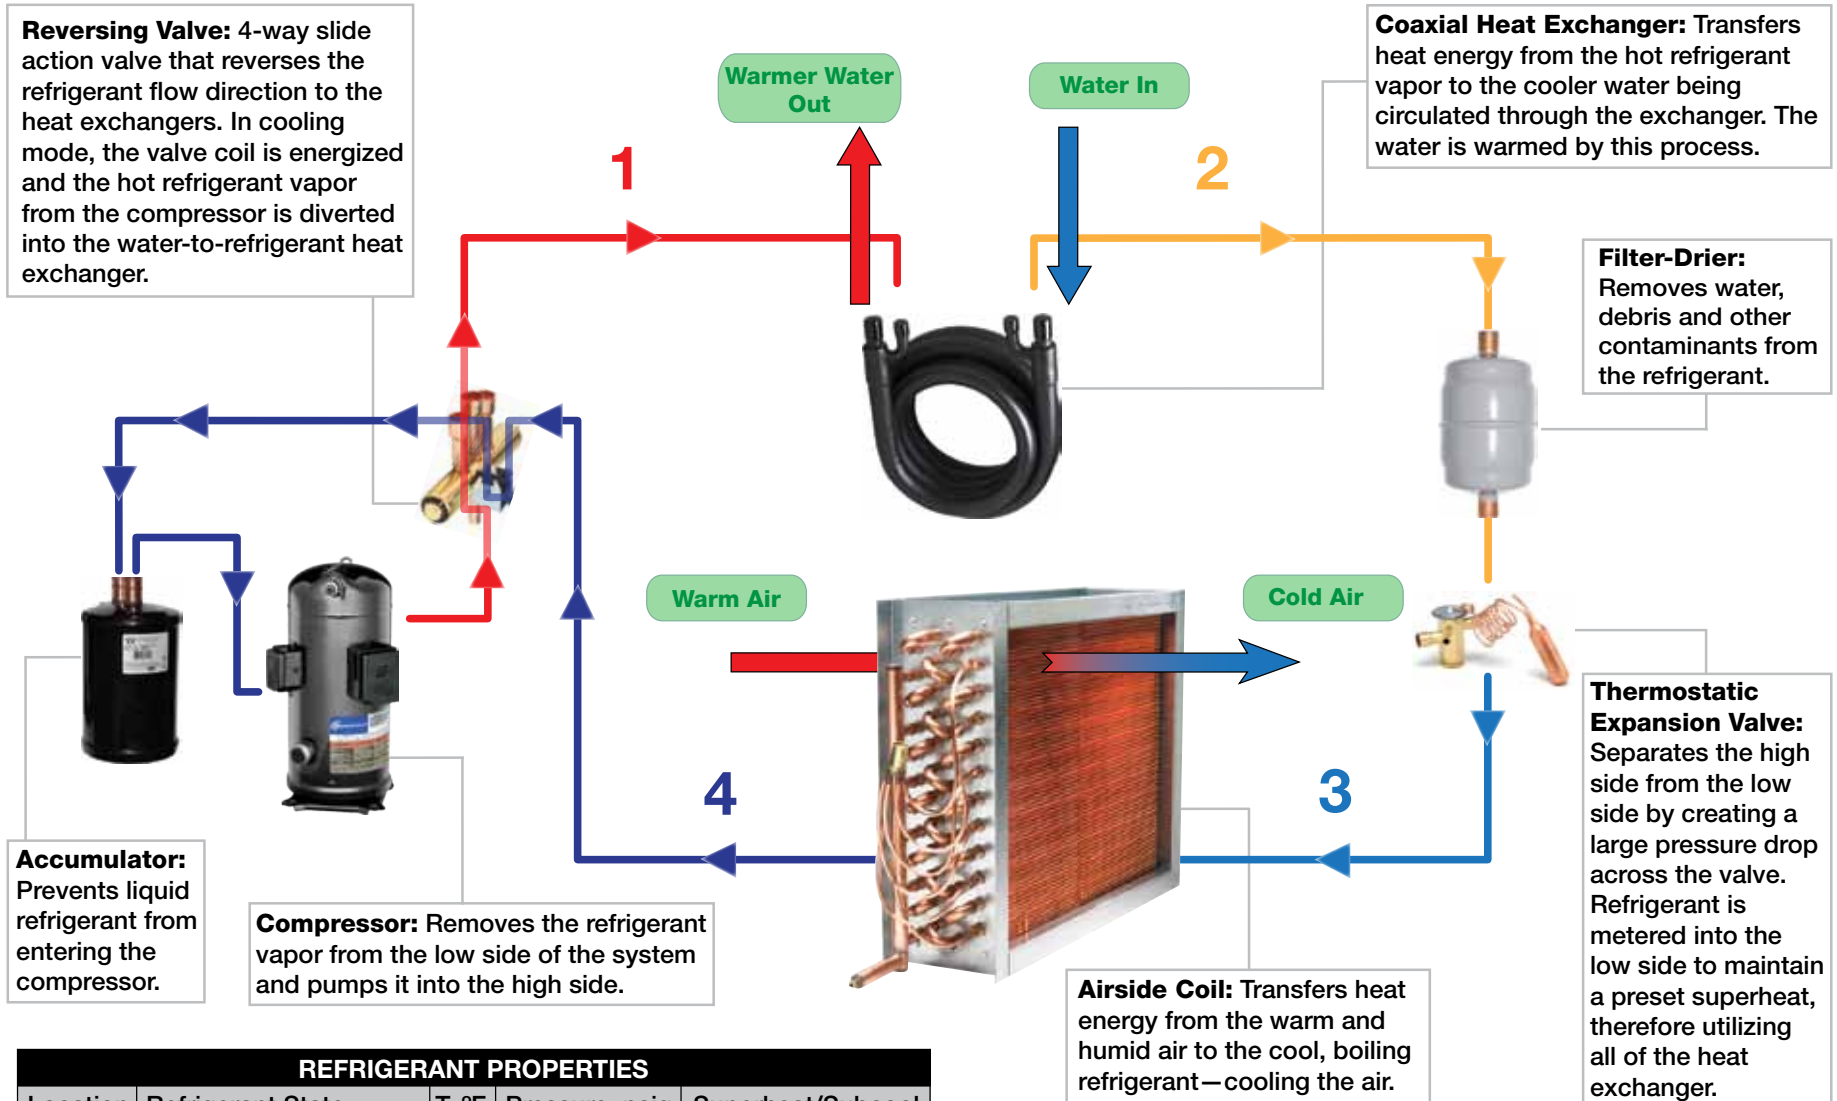 Reversing Valve: 4-way slide
action valve that reverses the
refrigerant flow direction to the
heat exchangers. In cooling
mode, the valve coil is energized
and the hot refrigerant vapor
from the compressor is diverted
into the water-to-refrigerant heat
exchanger.
Warmer Water
Out
Water In
Coaxial Heat Exchanger: Transfers
heat energy from the hot refrigerant
vapor to the cooler water being
circulated through the exchanger. The
water is warmed by this process.
1
2
Filter-Drier:
Removes water,
debris and other
contaminants from
the refrigerant.
Warm Air
Cold Air
Thermostatic
Expansion Valve:
Separates the high
side from the low
side by creating a
large pressure drop
across the valve.
Refrigerant is
metered into the
low side to maintain
a preset superheat,
therefore utilizing
all of the heat
exchanger.
4
3
Accumulator:
Prevents liquid
refrigerant from
entering the
compressor.
Compressor: Removes the refrigerant
vapor from the low side of the system
and pumps it into the high side.
Airside Coil: Transfers heat
energy from the warm and
humid air to the cool, boiling
refrigerant—cooling the air.
REFRIGERANT PROPERTIES
Location Refrigerant State T, ºF Pressure, psig Superheat/Subcool